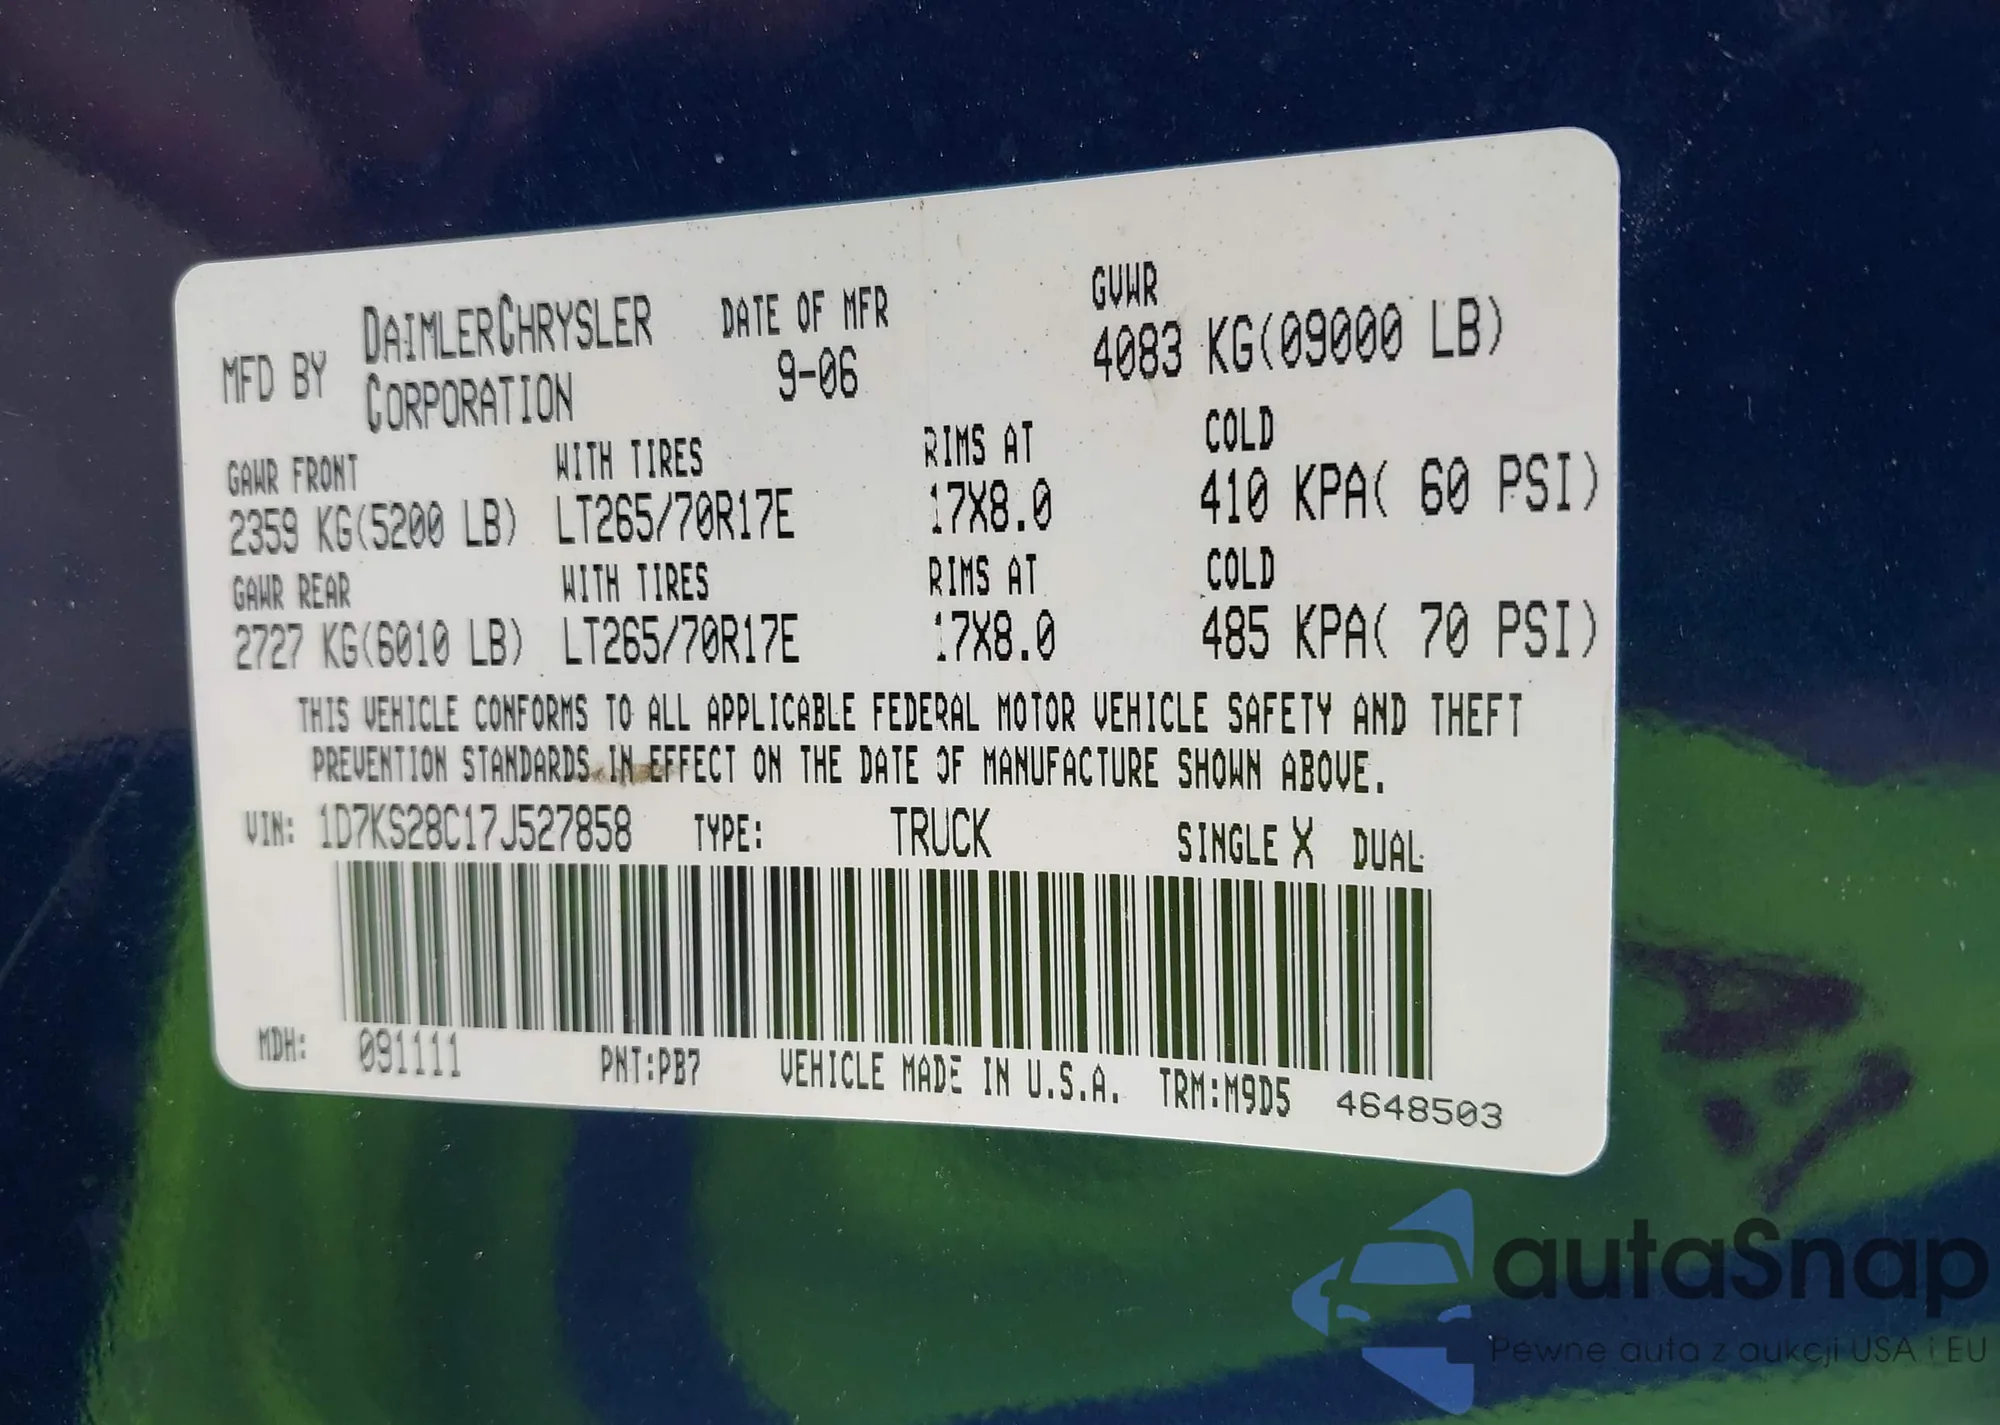 MFD BY DAIMLERCHRYSLER CORPORATION DATE OF MFR 9-06 GVWR 4083 KG(09000 LB)
GAWR FRONT WITH TIRES RIMS AT COLD
2359 KG(5200 LB) LT265/70R17E 17X8.0 410 KPA( 60 PSI)
GAWR REAR WITH TIRES RIMS AT COLD
2727 KG(6010 LB) LT265/70R17E 17X8.0 485 KPA( 70 PSI)
THIS VEHICLE CONFORMS TO ALL APPLICABLE FEDERAL MOTOR VEHICLE SAFETY AND THEFT
PREVENTION STANDARDS IN EFFECT ON THE DATE OF MANUFACTURE SHOWN ABOVE.
VIN: 1D7KS28C17J527858 TYPE: TRUCK SINGLE X DUAL
MDH: 091111 PNT:PB7 VEHICLE MADE IN U.S.A. TRM:M9D5 4648503
autaSnap
Pewne auta z aukcji USA i EU